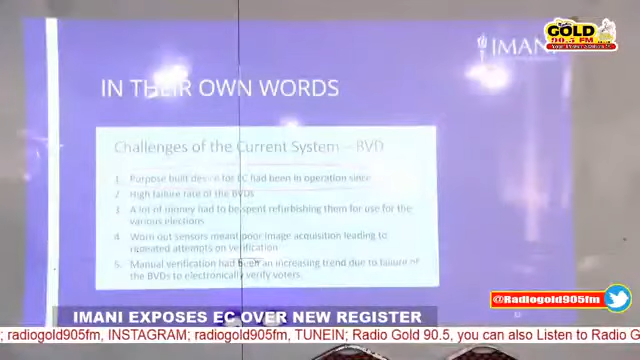 GOLD
90.5 FM
IMANI
IN THEIR OWN WORDS
Challenges of the Current System – BVD
1. Purpose built device for EC had been in operation since
2. High failure rate of the BVDs
3. A lot of money had to be spent refurbishing them for use for the
various elections
4. Worn out sensors meant poor image acquisition leading to
repeated attempts on verification
5. Manual verification had been an increasing trend due to failure of
the BVDs to electronically verify voters.
@Radiogold905fm
IMANI EXPOSES EC OVER NEW REGISTER
; radiogold905fm, INSTAGRAM; radiogold905fm, TUNEIN; Radio Gold 90.5, you can also Listen to Radio G